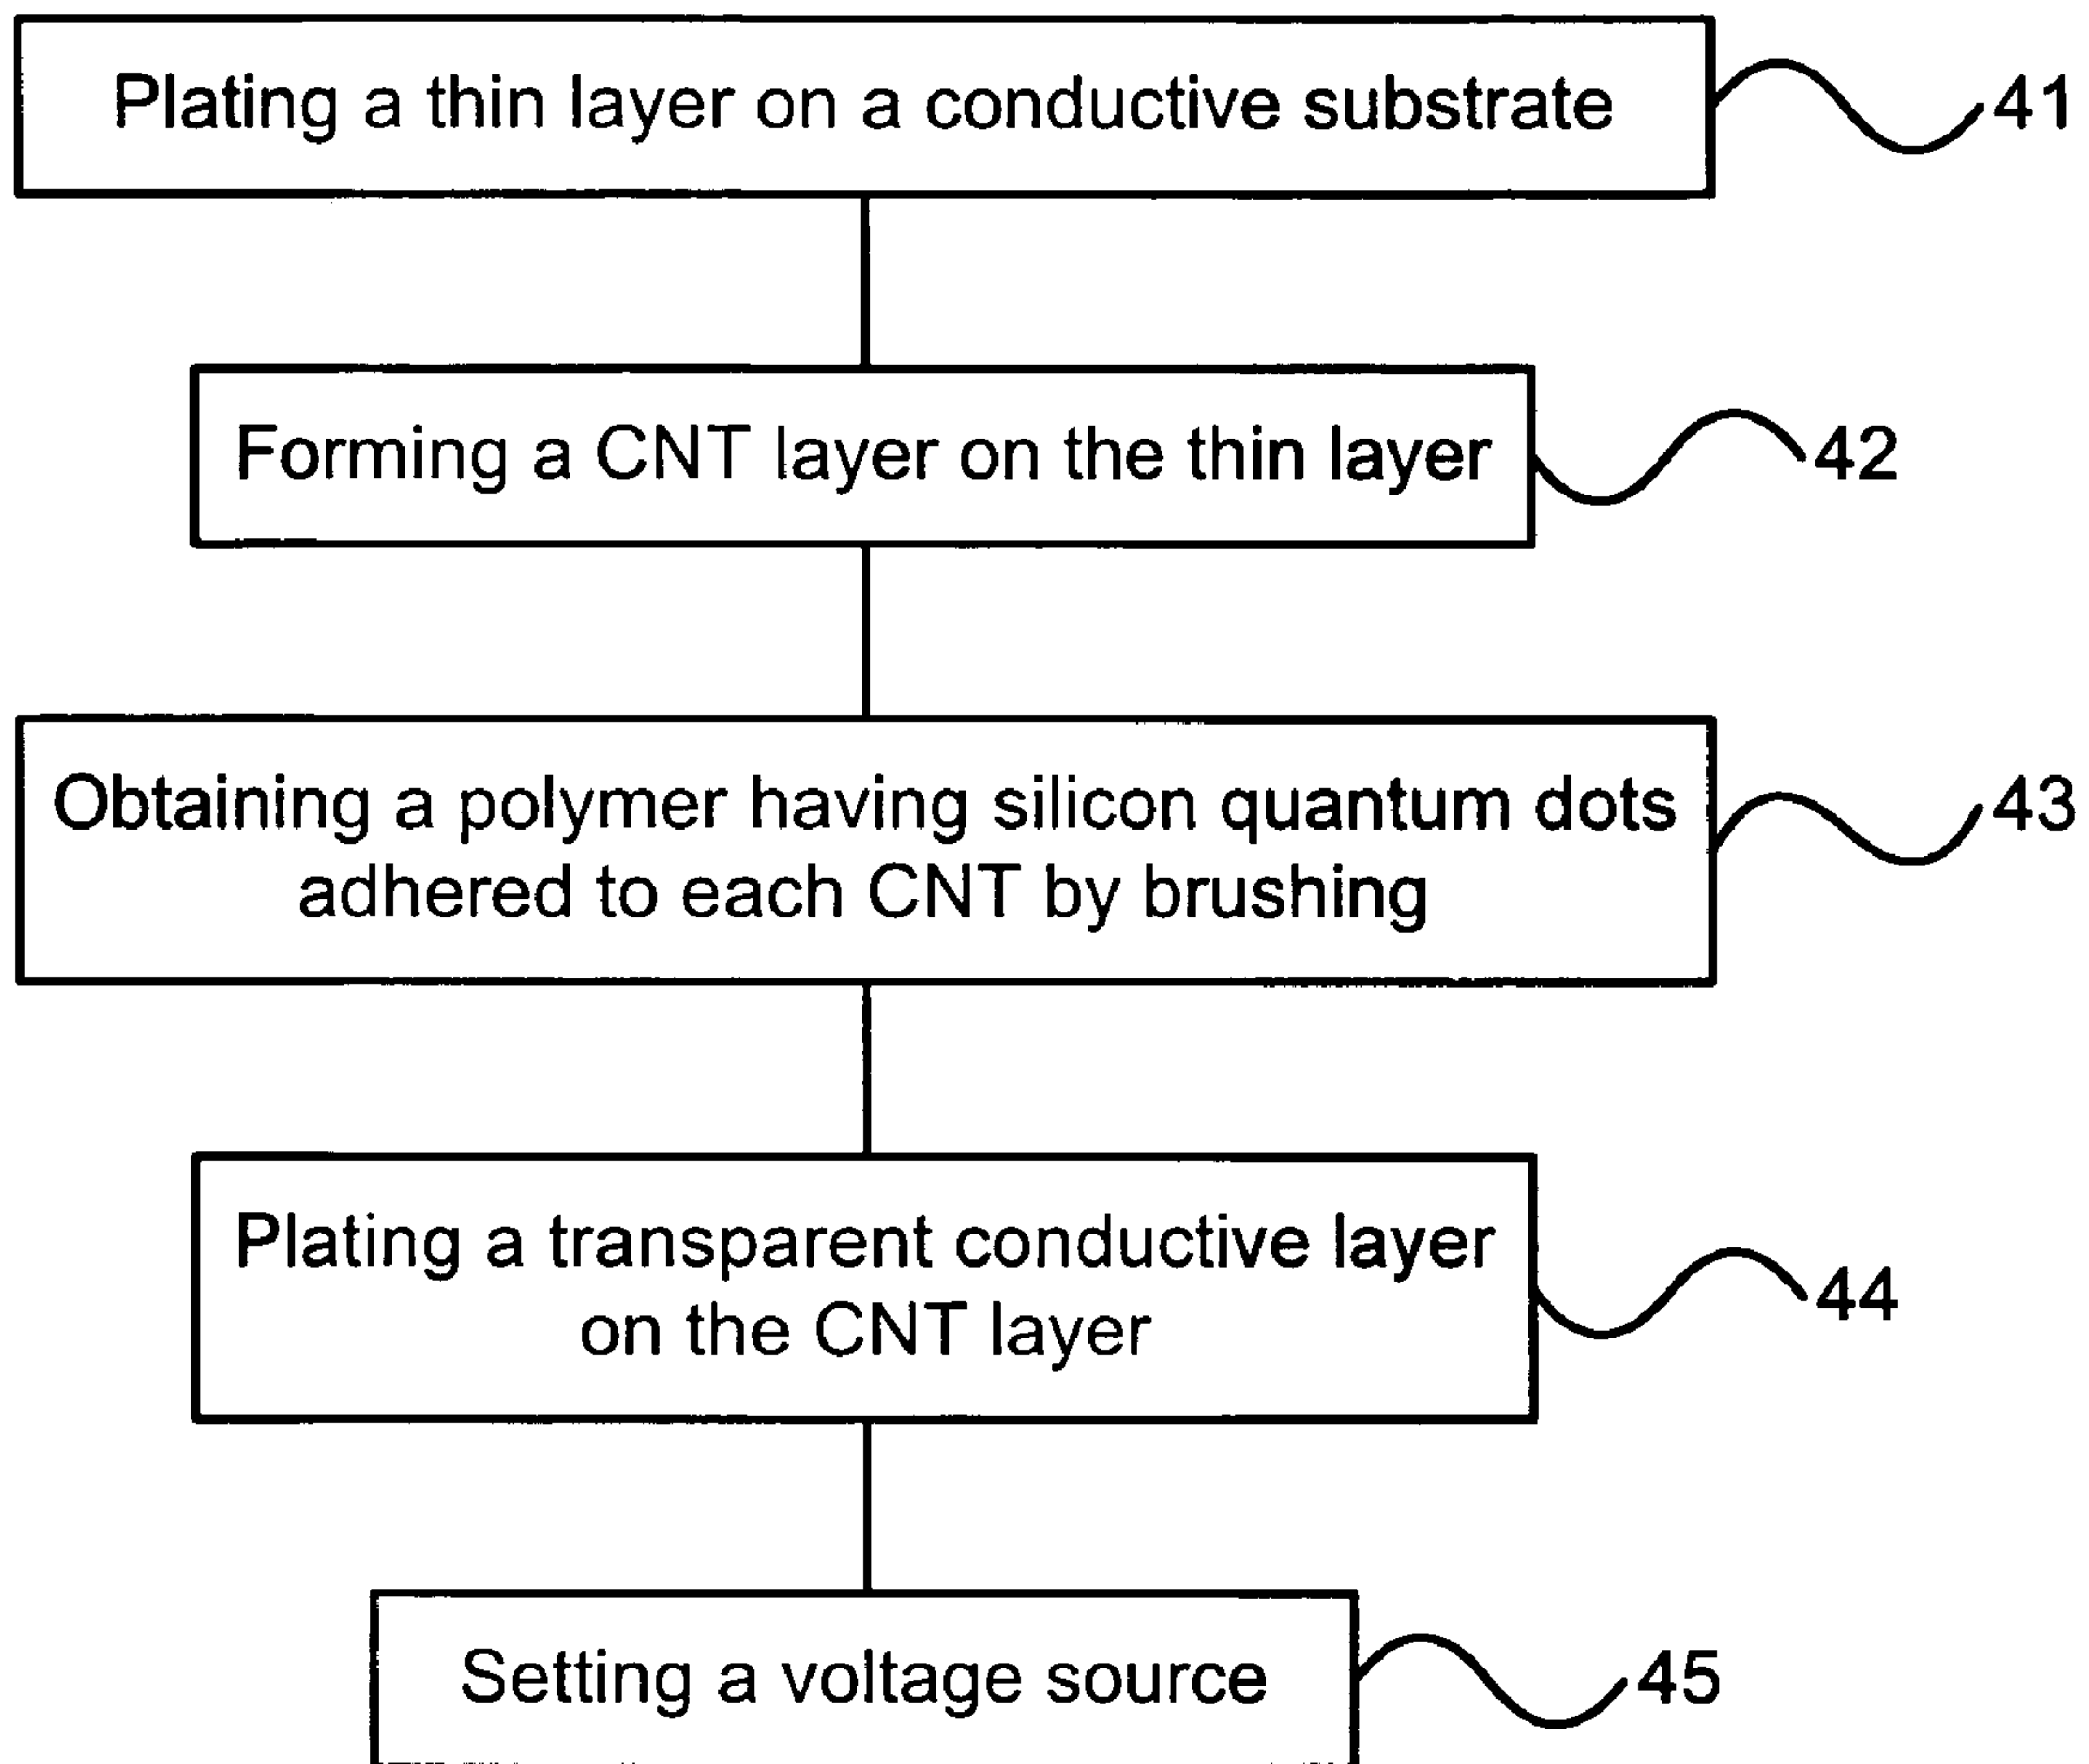 Plating a thin layer on a conductive substrate
41
Forming a CNT layer on the thin layer
42
Obtaining a polymer having silicon quantum dots
adhered to each CNT by brushing
43
Plating a transparent conductive layer
on the CNT layer
44
Setting a voltage source
45